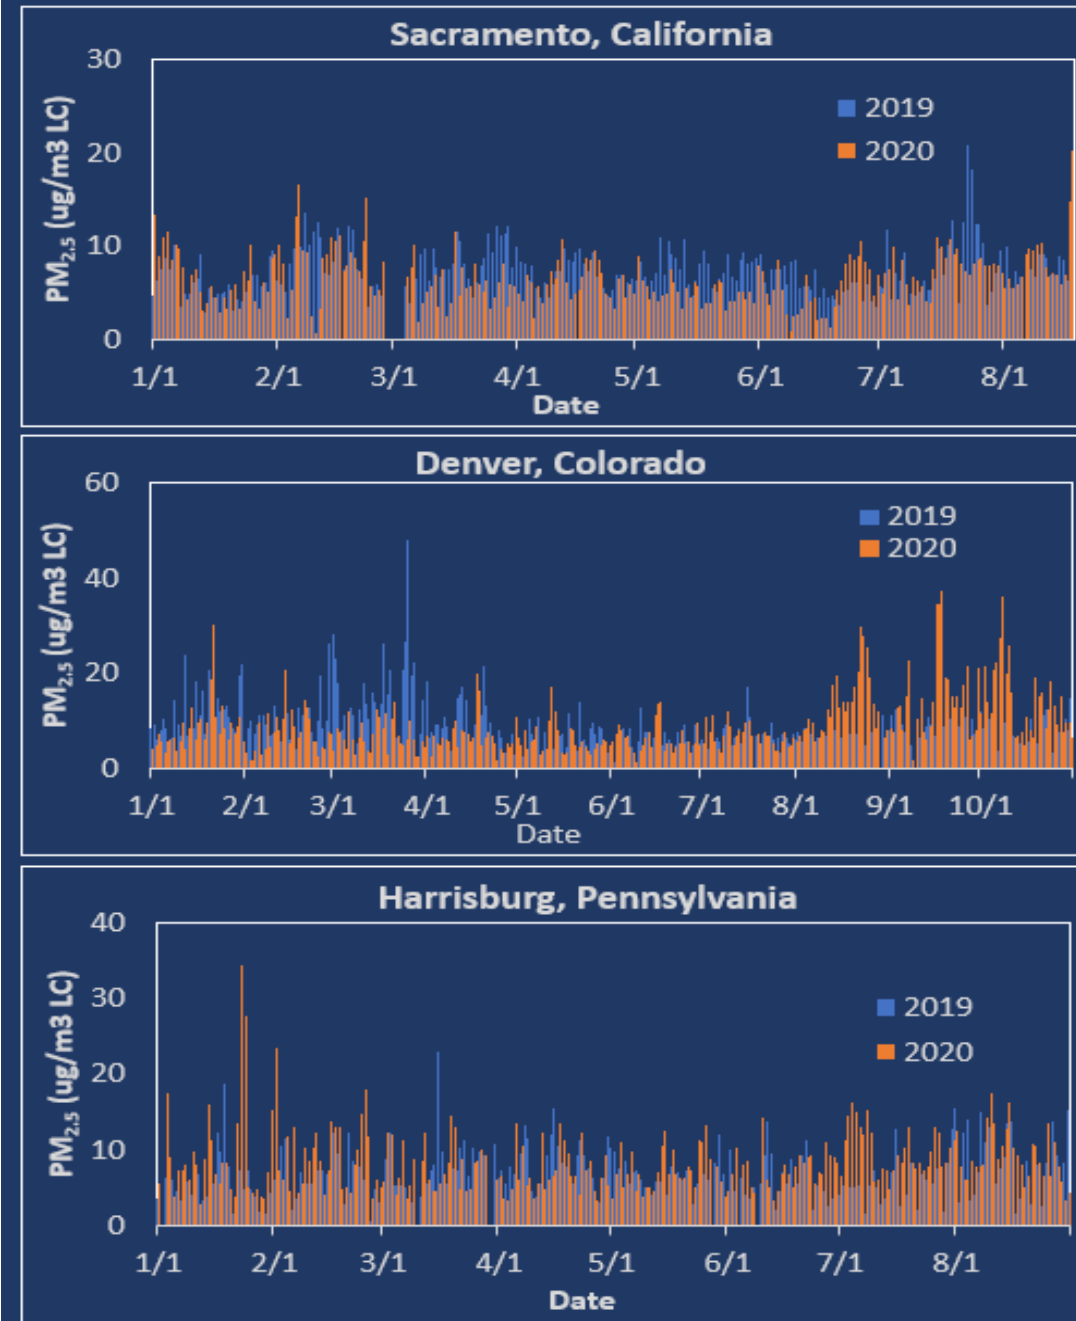 Sacramento, California
30
20
10
0
PM2.5 (ug/m3 LC)
2019
2020
1/1 2/1 3/1 4/1 5/1 6/1 7/1 8/1
Date
Denver, Colorado
60
40
20
0
PM2.5 (ug/m3 LC)
2019
2020
1/1 2/1 3/1 4/1 5/1 6/1 7/1 8/1 9/1 10/1
Date
Harrisburg, Pennsylvania
40
30
20
10
0
PM2.5 (ug/m3 LC)
2019
2020
1/1 2/1 3/1 4/1 5/1 6/1 7/1 8/1
Date